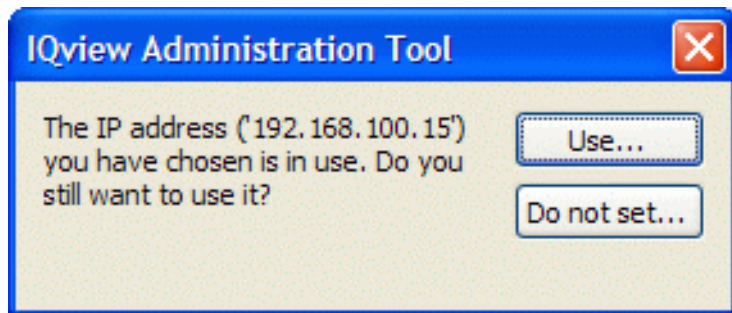 IQview Administration Tool
The IP address ('192.168.100.15')
you have chosen is in use. Do you
still want to use it?
Use...
Do not set...